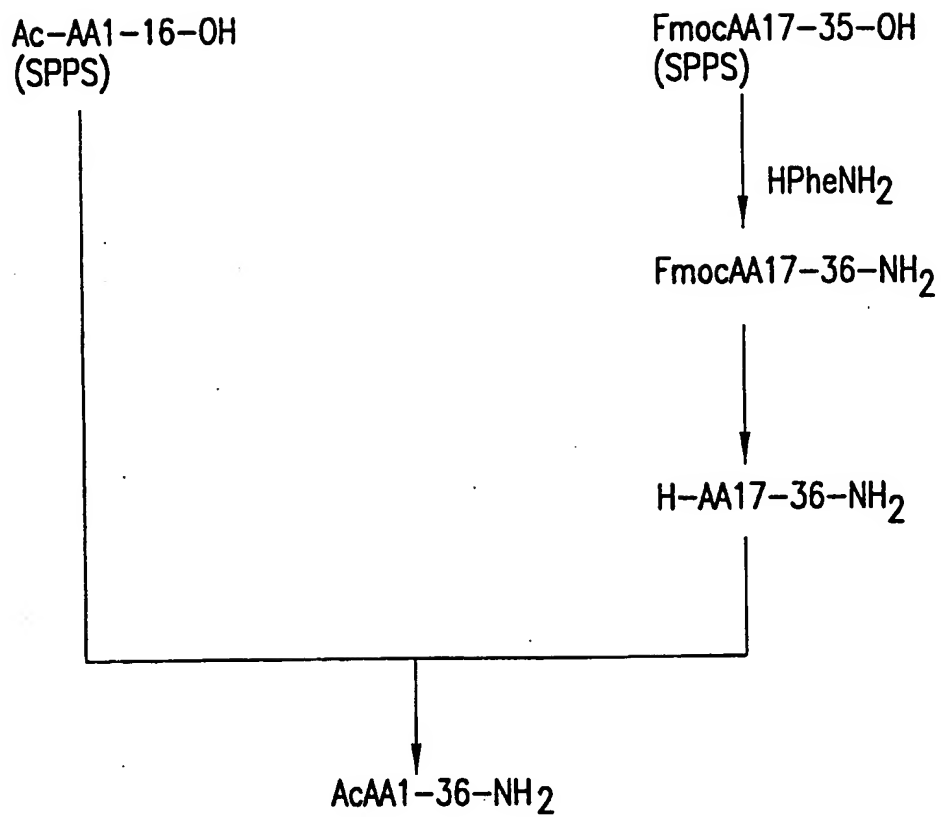 Ac-AA1-16-OH
(SPPS)
FmocAA17-35-OH
(SPPS)
HPheNH2
FmocAA17-36-NH2
H-AA17-36-NH2
AcAA1-36-NH2